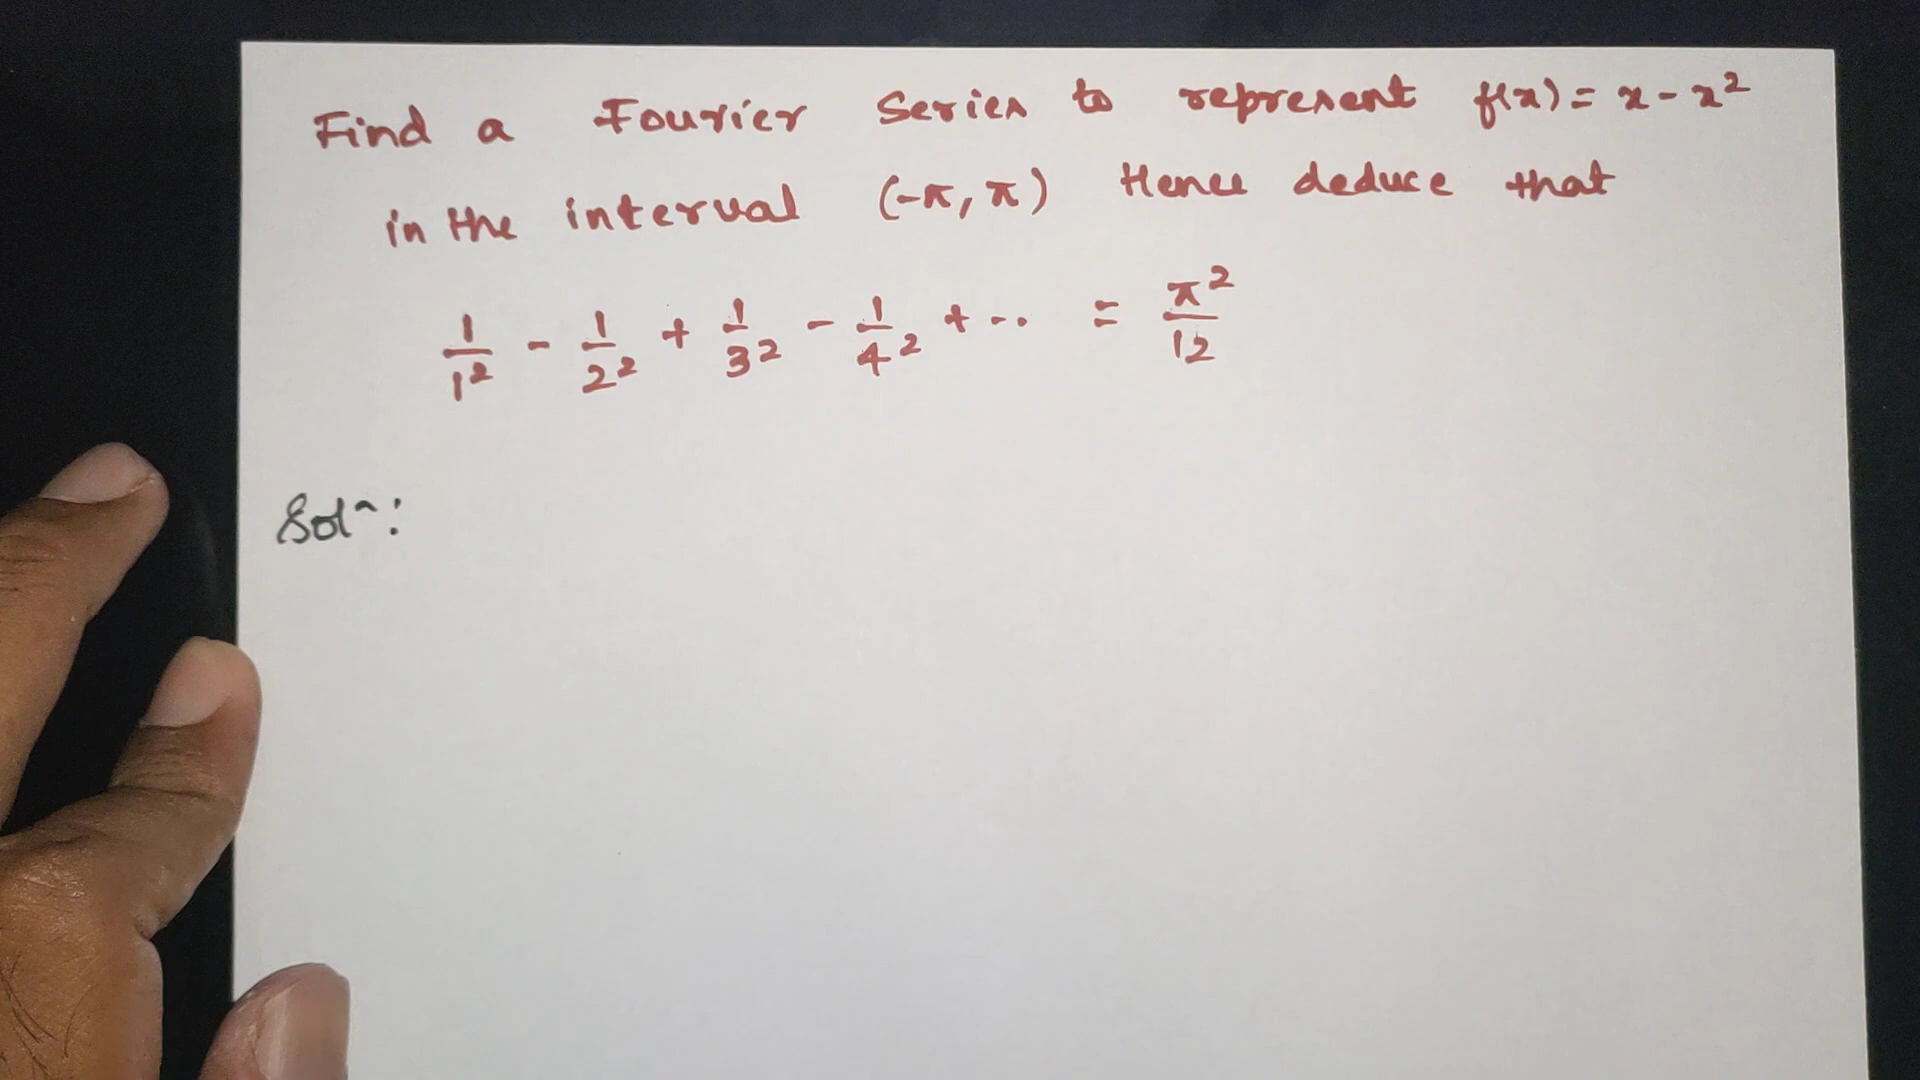 Find a Fourier Series to represent f(x) = x - x²
in the interval (-π, π) Hence deduce that
1/1² - 1/2² + 1/3² - 1/4² + .. = π²/12
Solⁿ: